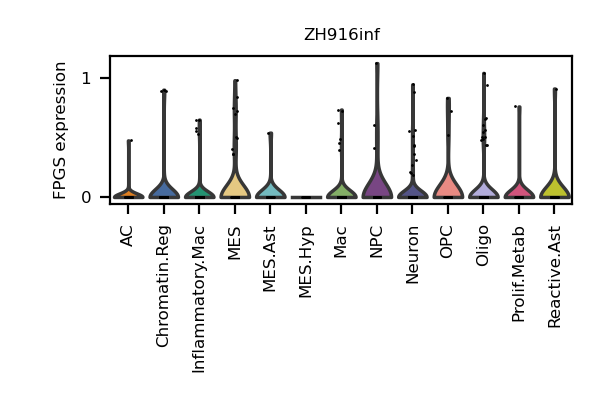 ZH916inf
FPGS expression
1
0
AC
Chromatin.Reg
Inflammatory.Mac
MES
MES.Ast
MES.Hyp
Mac
NPC
Neuron
OPC
Oligo
Prolif.Metab
Reactive.Ast